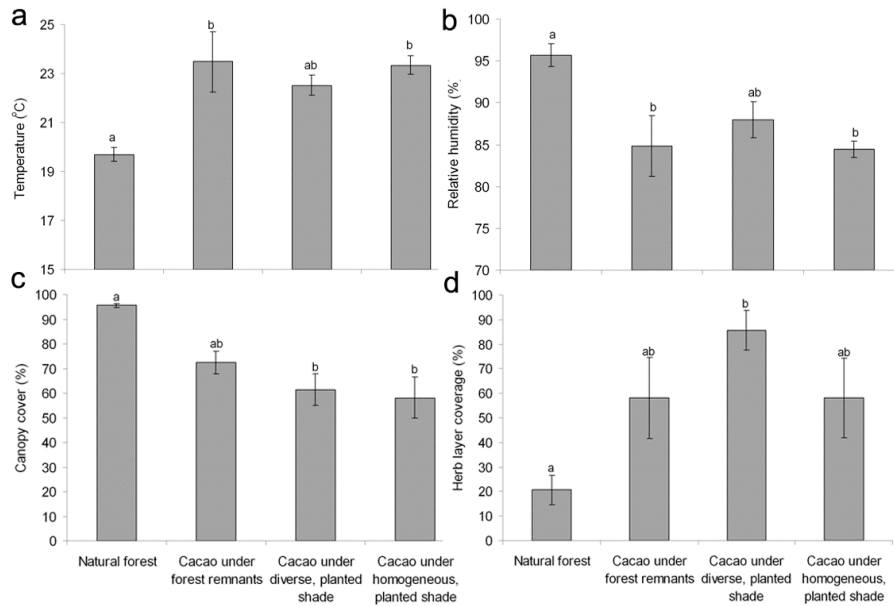 a
Temperature (°C)
25
23
21
19
17
15
a
b
ab
b
b
Relative humidity (%)
100
95
90
85
80
75
70
a
b
ab
b
c
Canopy cover (%)
100
90
80
70
60
50
40
30
20
10
0
a
ab
b
b
Natural forest
Cacao under
forest remnants
Cacao under
diverse, planted
shade
Cacao under
homogeneous,
planted shade
d
Herb layer coverage (%)
100
90
80
70
60
50
40
30
20
10
0
a
ab
b
ab
Natural forest
Cacao under
forest remnants
Cacao under
diverse, planted
shade
Cacao under
homogeneous,
planted shade